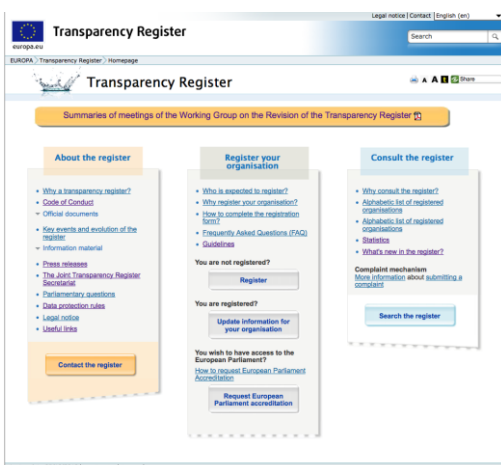 Legal notice | Contact | English (en)
Transparency Register
Search
europa.eu
EUROPA > Transparency Register > Homepage
Transparency Register
A A Share
Summaries of meetings of the Working Group on the Revision of the Transparency Register
About the register
Why a transparency register?
Code of Conduct
Official documents
Key events and evolution of the
register
Information material
Press releases
The Joint Transparency Register
Secretariat
Parliamentary questions
Data protection rules
Legal notice
Useful links
Contact the register
Register your
organisation
Who is expected to register?
Why register your organisation?
How to complete the registration
form?
Frequently Asked Questions (FAQ)
Guidelines
You are not registered?
Register
You are registered?
Update information for
your organisation
You wish to have access to the
European Parliament?
How to request European Parliament
Accreditation
Request European
Parliament accreditation
Consult the register
Why consult the register?
Alphabetic list of registered
organisations
Alphabetic list of registered
organisations
Statistics
What's new in the register?
Complaint mechanism
More information about submitting a
complaint
Search the register